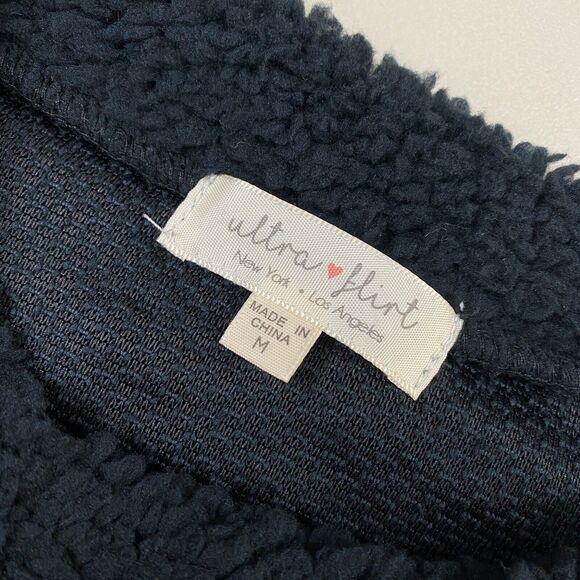 ultra ♥ flirt
New York • Los Angeles
MADE IN
CHINA
M